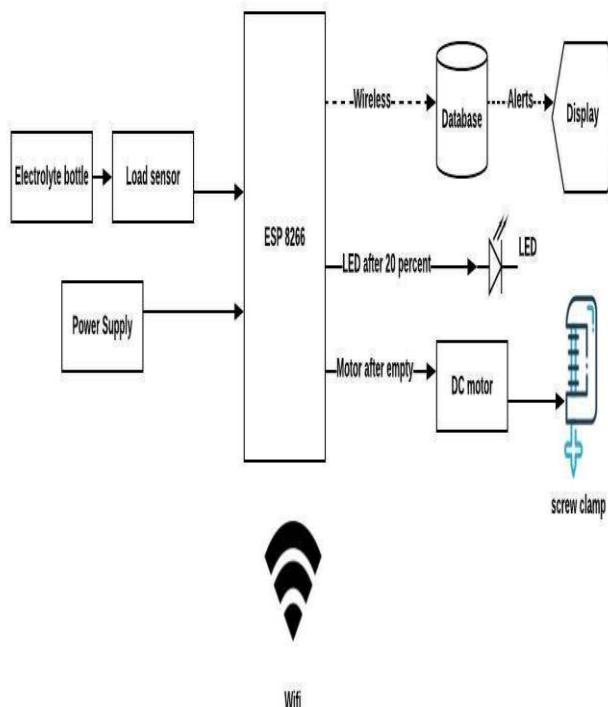 Wireless
Database
Alerts
Display
Electrolyte bottle
Load sensor
ESP 8266
LED after 20 percent
LED
Power Supply
Motor after empty
DC motor
screw clamp
Wifi